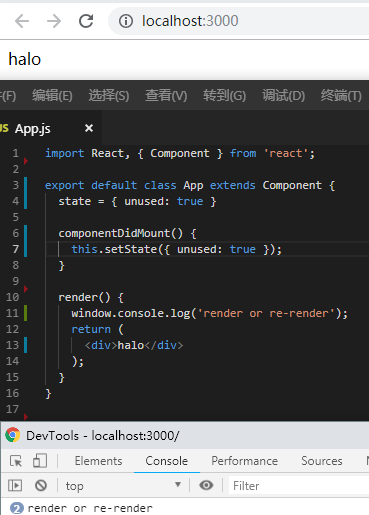 localhost:3000
halo
(F) 编辑(E) 选择(S) 查看(V) 转到(G) 调试(D) 终端(T)
JS App.js ×
1 import React, { Component } from 'react';
2
3 export default class App extends Component {
4 state = { unused: true }
5
6 componentDidMount() {
7 this.setState({ unused: true });
8 }
9
10 render() {
11 window.console.log('render or re-render');
12 return (
13 <div>halo</div>
14 );
15 }
16 }
17
DevTools - localhost:3000/
Elements Console Performance Sources
top Filter
2 render or re-render